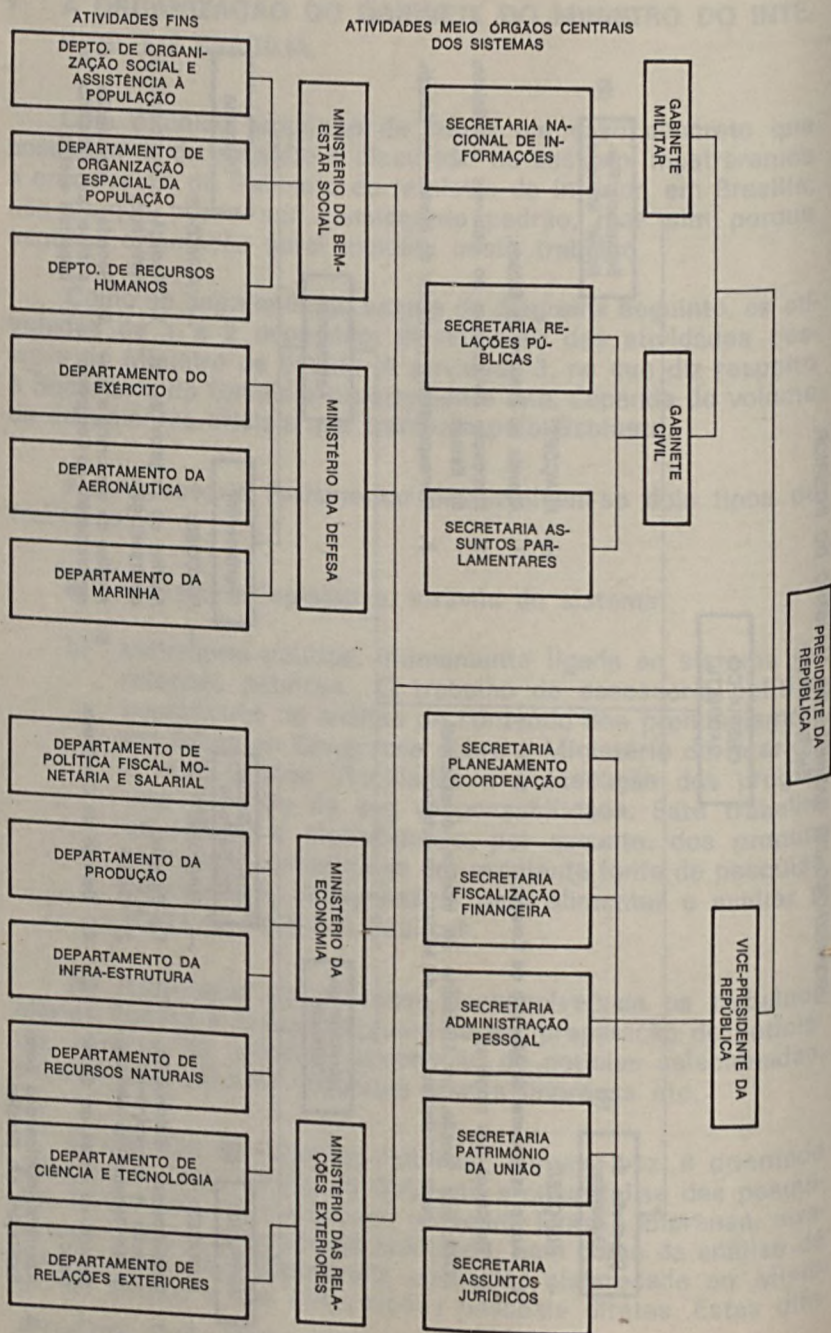 ATIVIDADES FINS
DEPTO. DE ORGANI-
ZAÇÃO SOCIAL E
ASSISTÊNCIA À
POPULAÇÃO
DEPARTAMENTO DE
ORGANIZAÇÃO
ESPACIAL DA
POPULAÇÃO
DEPTO. DE RECURSOS
HUMANOS
DEPARTAMENTO DO
EXÉRCITO
DEPARTAMENTO DA
AERONÁUTICA
DEPARTAMENTO DA
MARINHA
DEPARTAMENTO DE
POLÍTICA FISCAL, MO-
NETÁRIA E SALARIAL
DEPARTAMENTO DA
PRODUÇÃO
DEPARTAMENTO DA
INFRA-ESTRUTURA
DEPARTAMENTO DE
RECURSOS NATURAIS
DEPARTAMENTO DE
CIÊNCIA E TECNOLOGIA
DEPARTAMENTO DE
RELAÇÕES EXTERIORES
MINISTÉRIO DO BEM-
ESTAR SOCIAL
MINISTÉRIO DA DEFESA
MINISTÉRIO DA
ECONOMIA
MINISTÉRIO DAS RELA-
ÇÕES EXTERIORES
ATIVIDADES MEIO ÓRGÃOS CENTRAIS
DOS SISTEMAS
SECRETARIA NA-
CIONAL DE IN-
FORMAÇÕES
SECRETARIA RE-
LAÇÕES PÚ-
BLICAS
SECRETARIA AS-
SUNTOS PAR-
LAMENTARES
SECRETARIA
PLANEJAMENTO
COORDENAÇÃO
SECRETARIA
FISCALIZAÇÃO
FINANCEIRA
SECRETARIA
ADMINISTRAÇÃO
PESSOAL
SECRETARIA
PATRIMÔNIO
DA UNIÃO
SECRETARIA
ASSUNTOS
JURÍDICOS
GABINETE
MILITAR
GABINETE
CIVIL
PRESIDENTE DA
REPÚBLICA
VICE-PRESIDENTE DA
REPÚBLICA